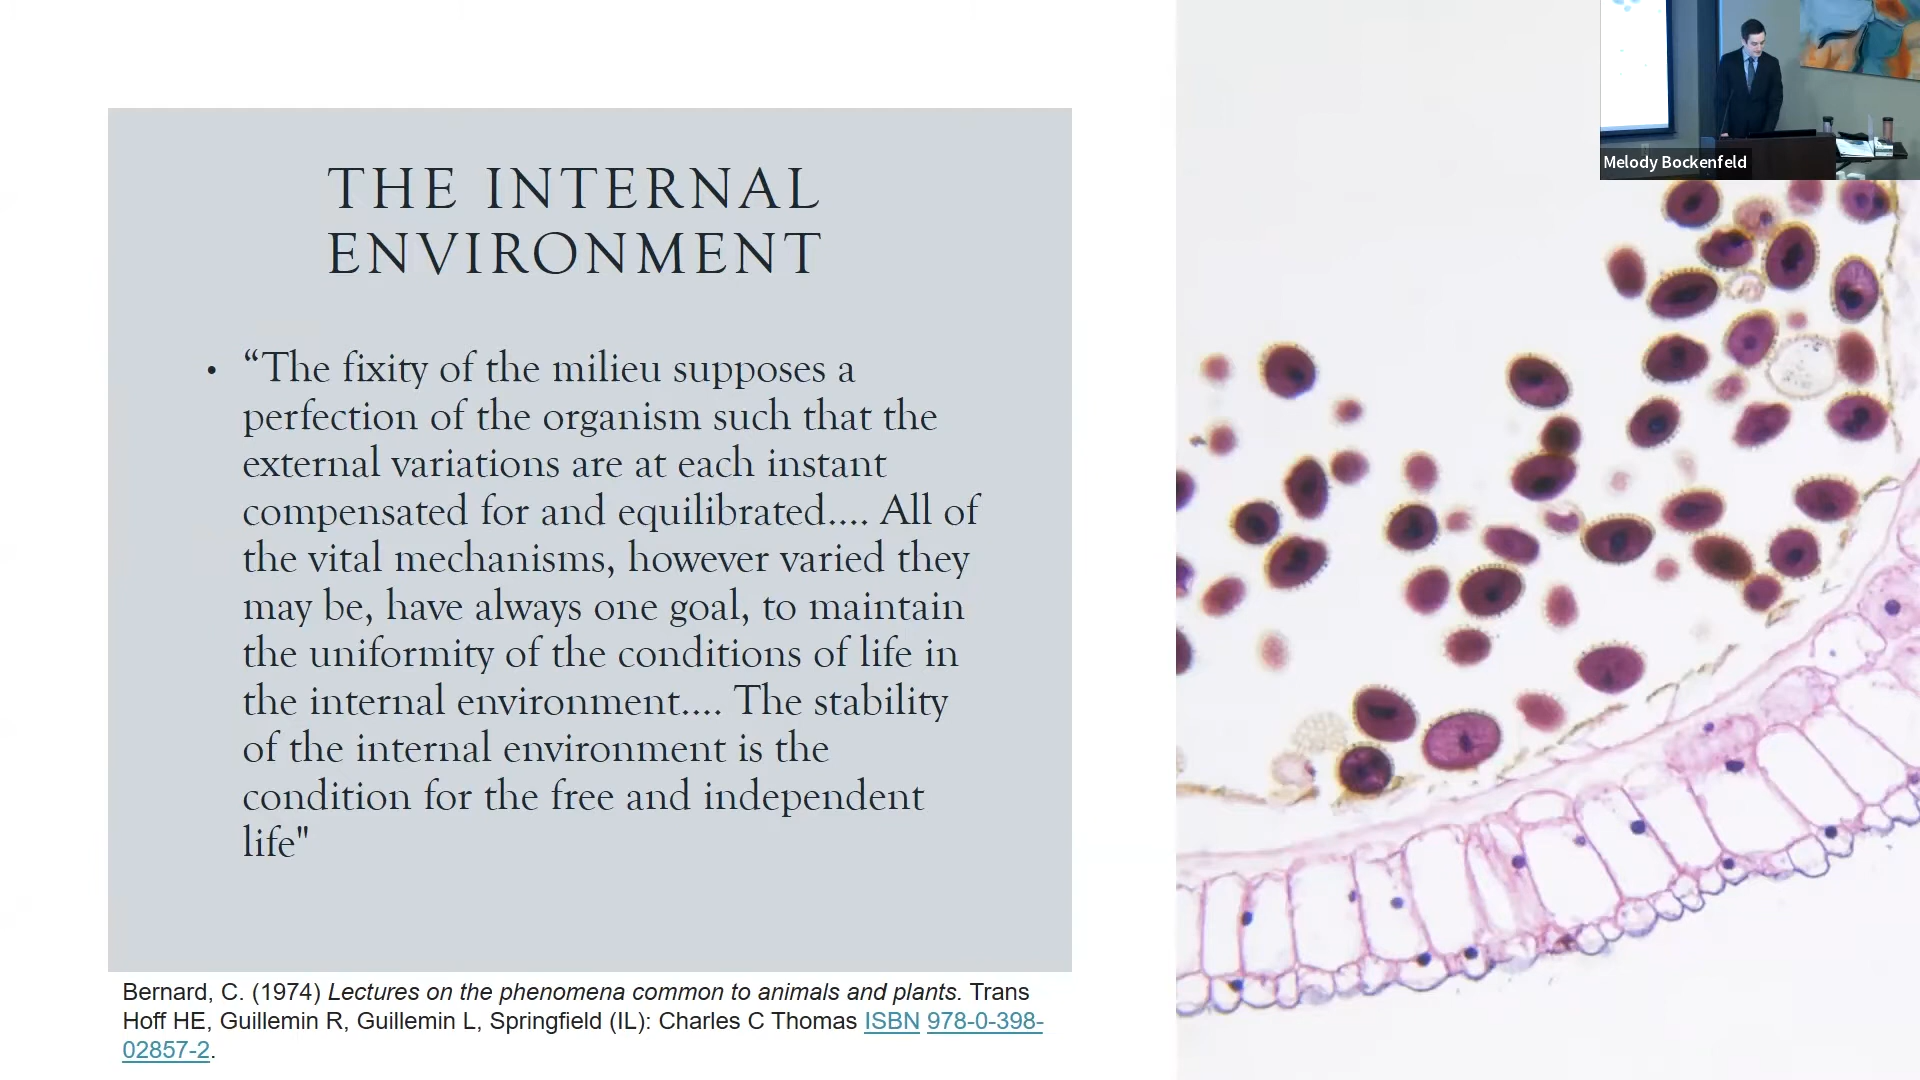 THE INTERNAL
ENVIRONMENT
• “The fixity of the milieu supposes a
perfection of the organism such that the
external variations are at each instant
compensated for and equilibrated.... All of
the vital mechanisms, however varied they
may be, have always one goal, to maintain
the uniformity of the conditions of life in
the internal environment.... The stability
of the internal environment is the
condition for the free and independent
life"
Bernard, C. (1974) Lectures on the phenomena common to animals and plants. Trans
Hoff HE, Guillemin R, Guillemin L, Springfield (IL): Charles C Thomas ISBN 978-0-398-
02857-2.
Melody Bockenfeld